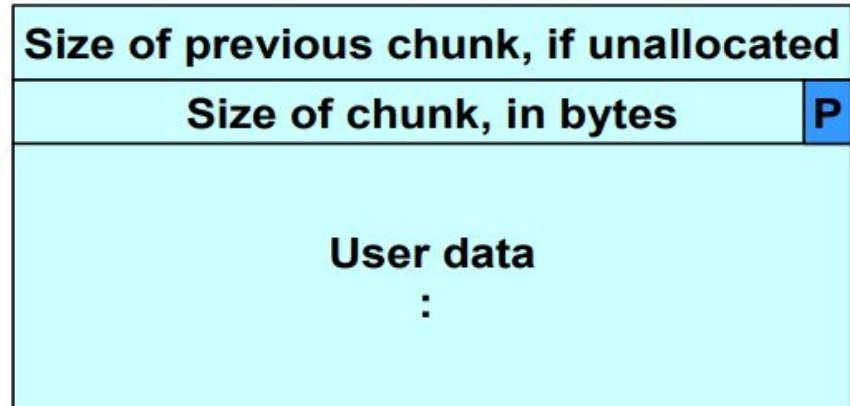 Size of previous chunk, if unallocated
Size of chunk, in bytes P
User data
: